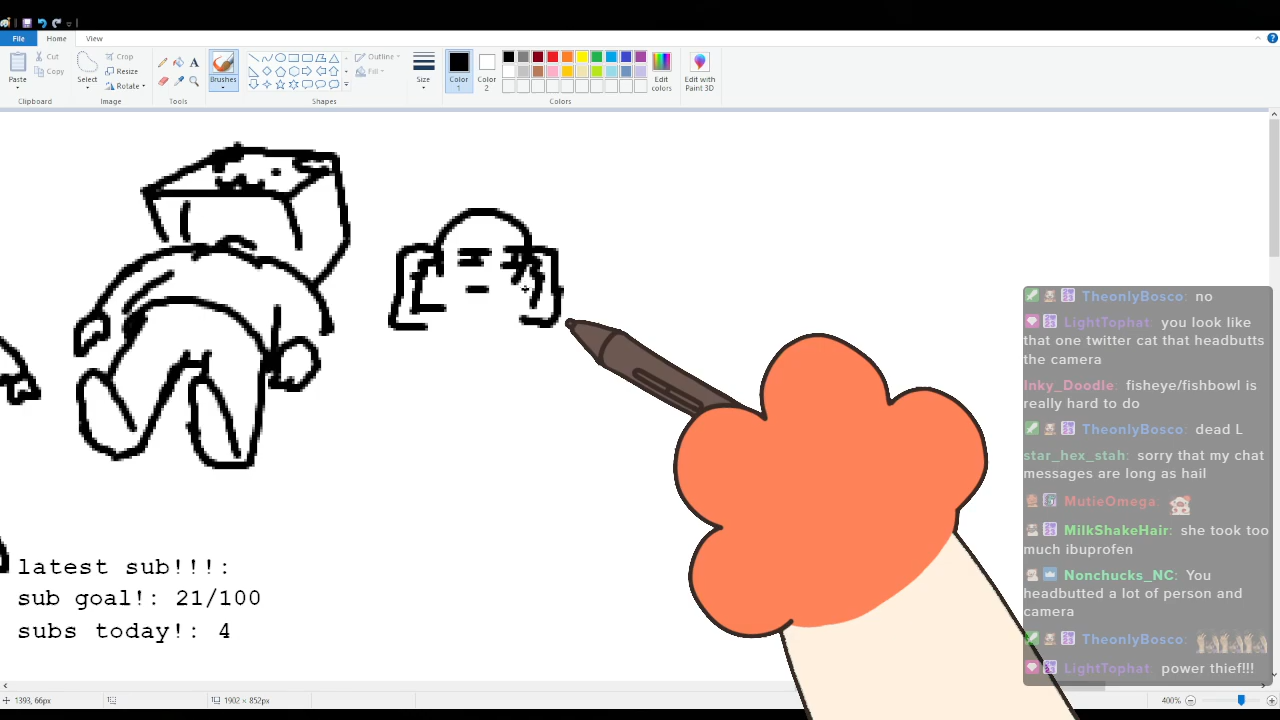 File
Home
View
Cut
Copy
Paste
Clipboard
Select
Crop
Resize
Rotate
Image
Tools
Brushes
Outline
Fill
Shapes
Size
Color 1
Color 2
Edit colors
Edit with Paint 3D
Colors
TheonlyBosco: no
LightTophat: you look like
that one twitter cat that headbutts
the camera
Inky_Doodle: fisheye/fishbowl is
really hard to do
TheonlyBosco: dead L
star_hex_stah: sorry that my chat
messages are long as hail
MutieOmega:
MilkShakeHair: she took too
much ibuprofen
Nonchucks_NC: You
headbutted a lot of person and
camera
TheonlyBosco:
LightTophat: power thief!!!
latest sub!!!:
sub goal!: 21/100
subs today!: 4
1393, 66px
1902 × 852px
400%